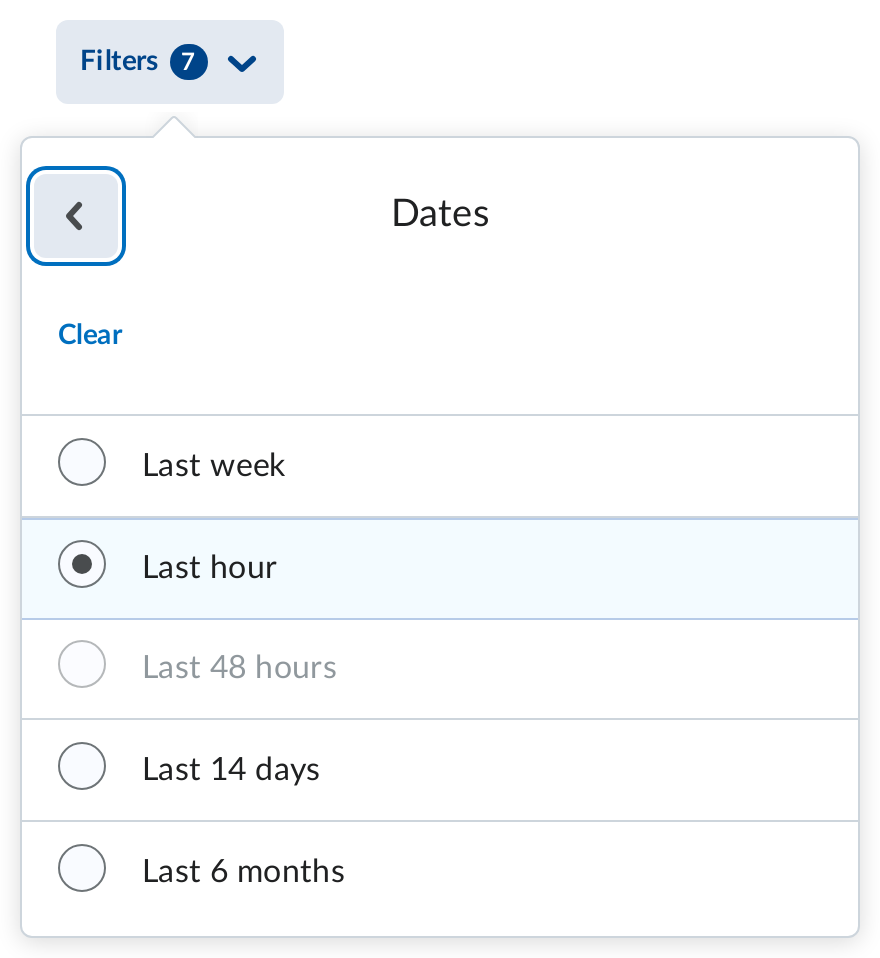 Filters 7
Dates
Clear
Last week
Last hour
Last 48 hours
Last 14 days
Last 6 months